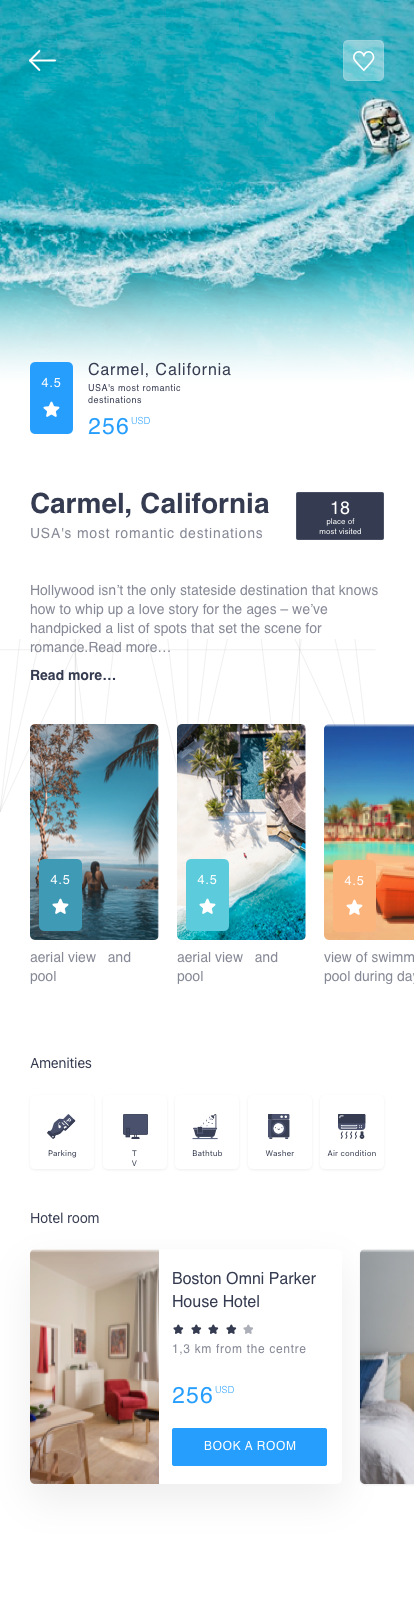 4.5
Carmel, California
USA's most romantic
destinations
256 USD
Carmel, California
USA's most romantic destinations
18
place of
most visited
Hollywood isn’t the only stateside destination that knows
how to whip up a love story for the ages – we’ve
handpicked a list of spots that set the scene for
romance.Read more…
Read more…
4.5
4.5
4.5
aerial view and
pool
aerial view and
pool
view of swimm
pool during da
Amenities
Parking
T
V
Bathtub
Washer
Air condition
Hotel room
Boston Omni Parker
House Hotel
1,3 km from the centre
256 USD
BOOK A ROOM